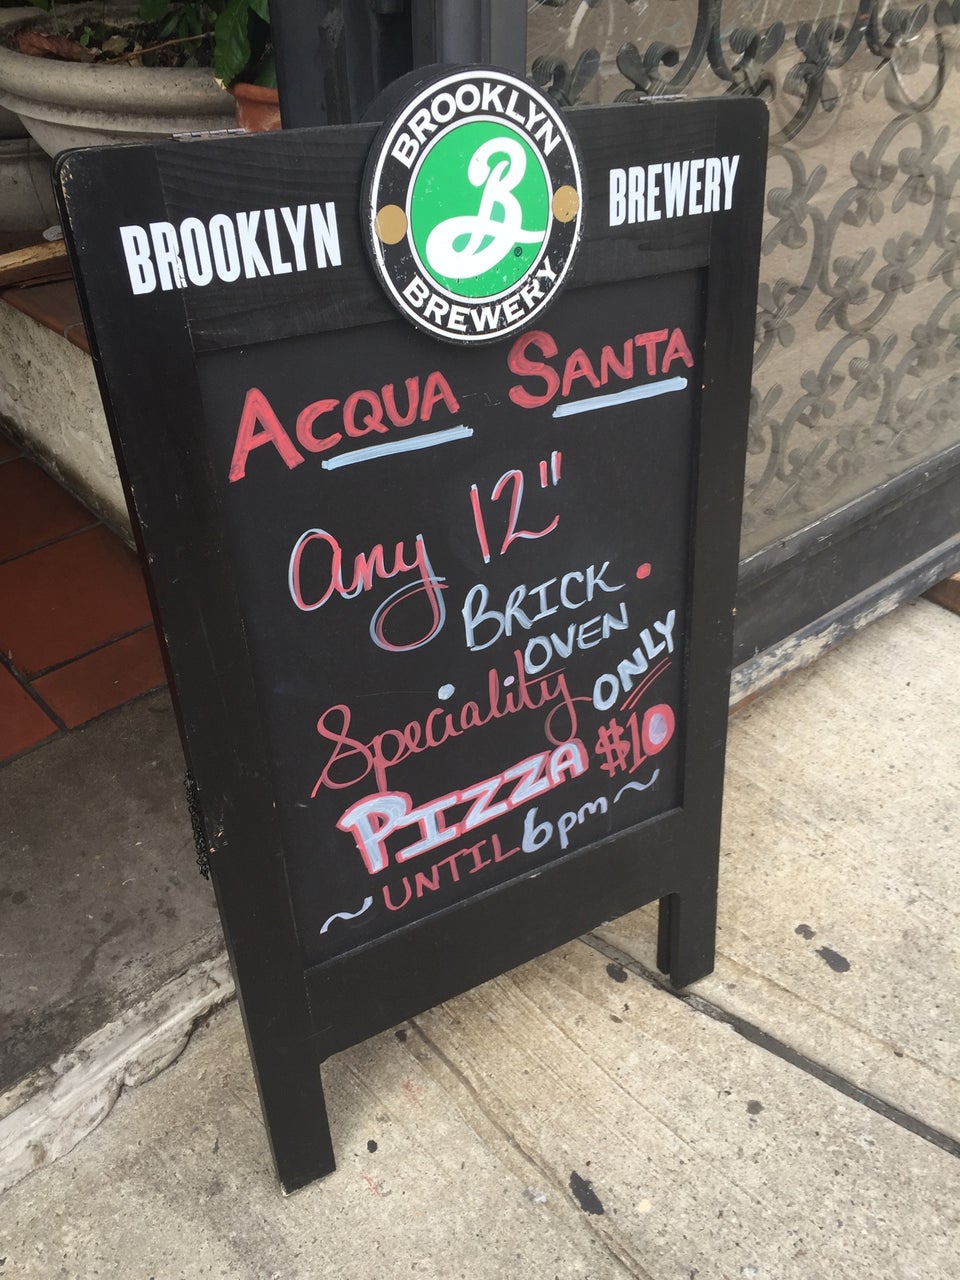 BROOKLYN BREWERY
BROOKLYN
B
BREWERY
ACQUA SANTA
Any 12"
BRICK
OVEN
Speciality ONLY
PIZZA $10
~ UNTIL 6pm ~